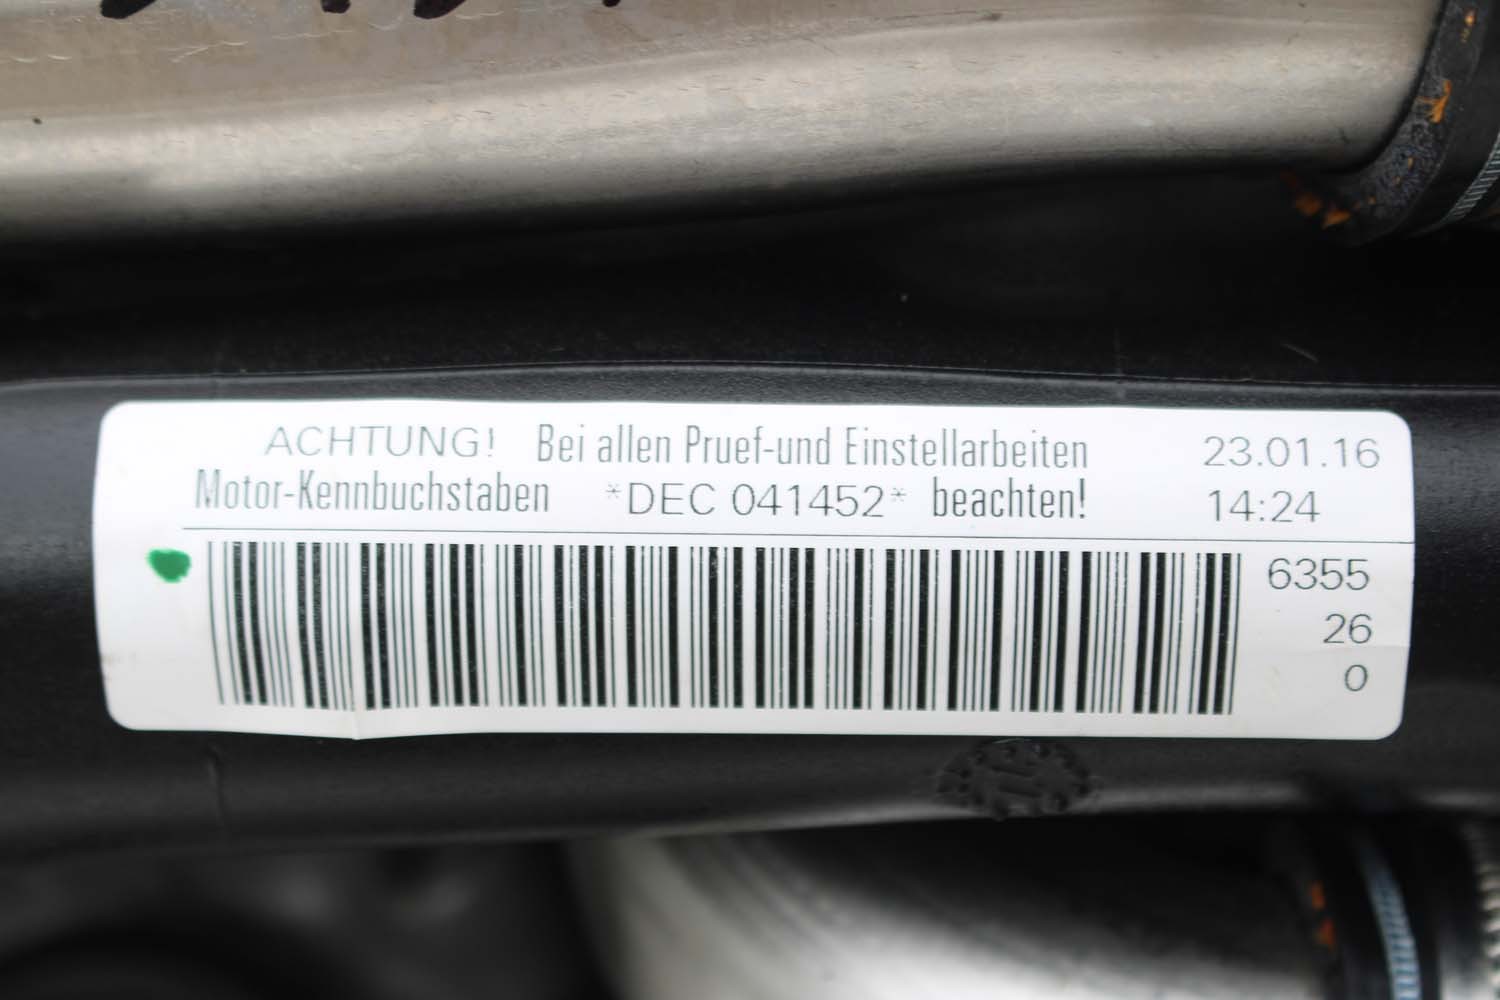 ACHTUNG! Bei allen Pruef-und Einstellarbeiten 23.01.16
Motor-Kennbuchstaben *DEC 041452* beachten! 14:24
6355
26
0